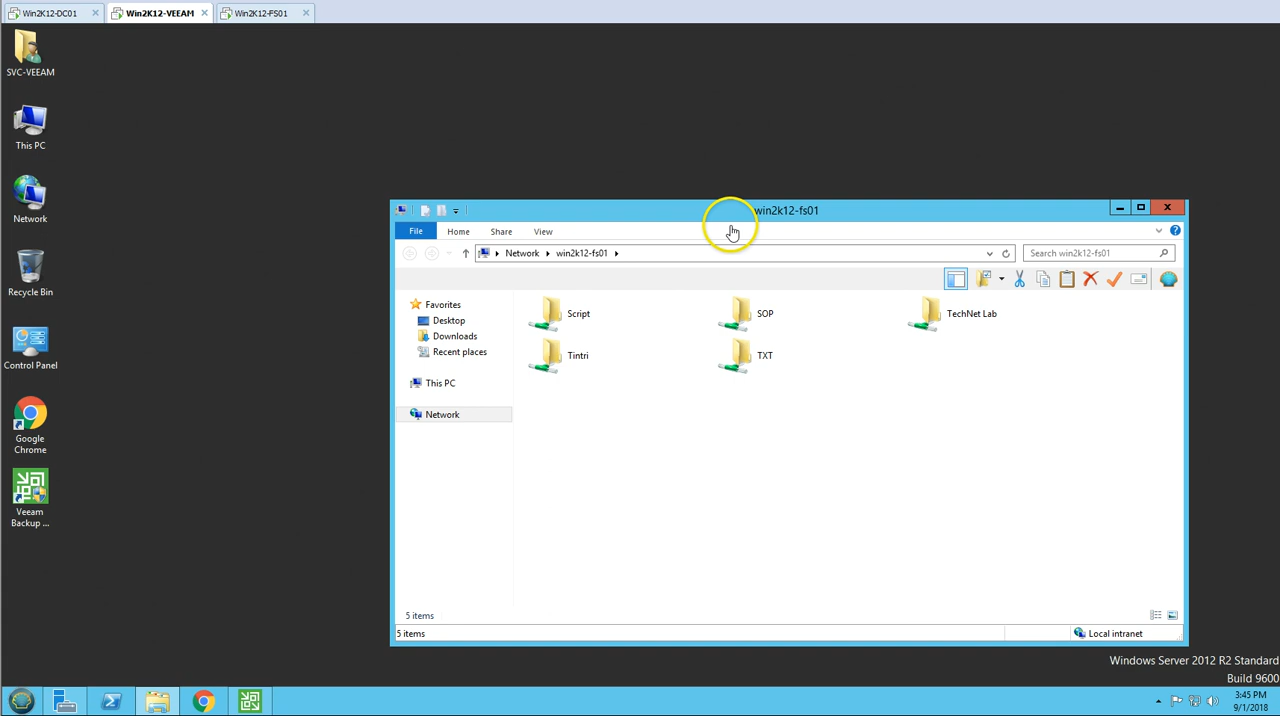 Win2K12-DC01
Win2K12-VEEAM
Win2K12-FS01
SVC-VEEAM
This PC
Network
Recycle Bin
Control Panel
Google
Chrome
Veeam
Backup ...
win2k12-fs01
File
Home
Share
View
Network
win2k12-fs01
Search win2k12-fs01
Favorites
Desktop
Downloads
Recent places
This PC
Network
Script
SOP
TechNet Lab
Tintri
TXT
5 items
5 items
Local intranet
Windows Server 2012 R2 Standard
Build 9600
3:45 PM
9/1/2018